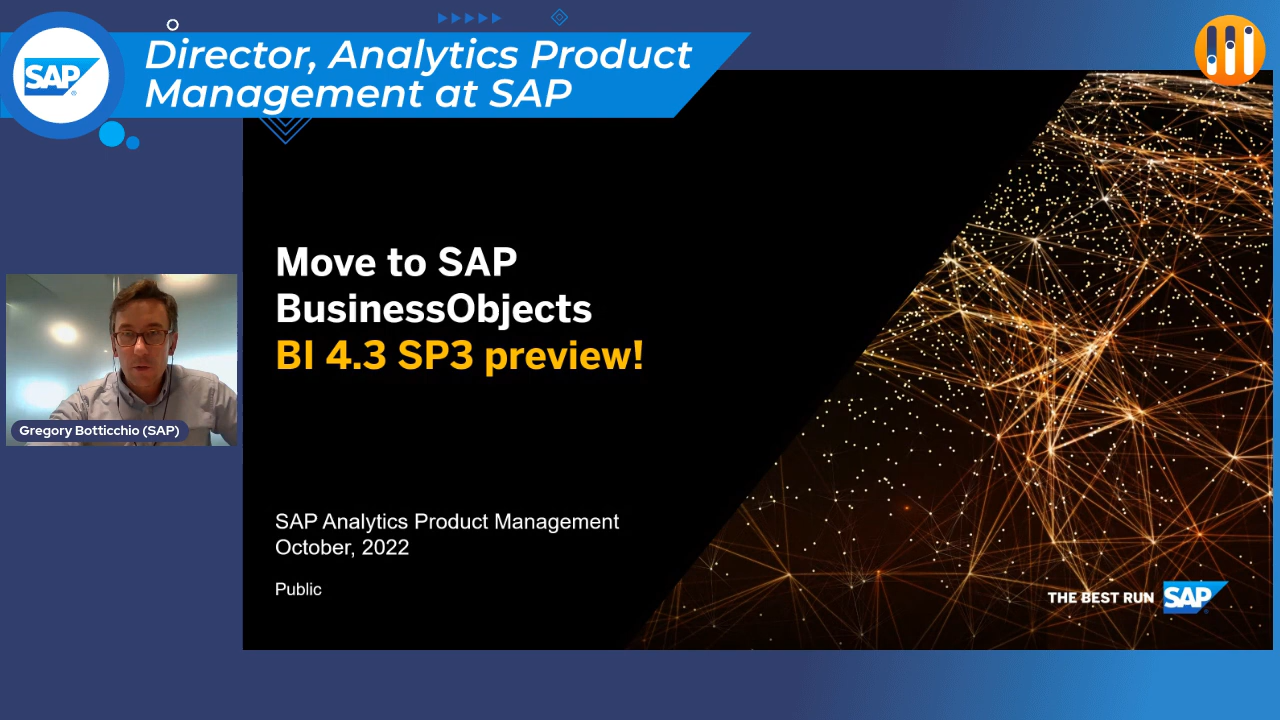 SAP
Director, Analytics Product
Management at SAP
Move to SAP
BusinessObjects
BI 4.3 SP3 preview!
Gregory Botticchio (SAP)
SAP Analytics Product Management
October, 2022
Public
THE BEST RUN SAP